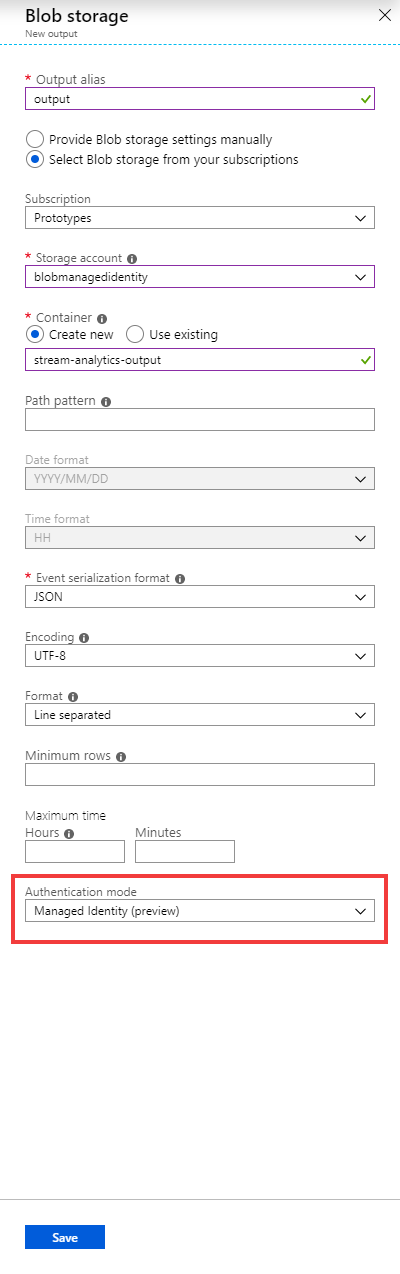 Blob storage
New output
* Output alias
output
Provide Blob storage settings manually
Select Blob storage from your subscriptions
Subscription
Prototypes
* Storage account
blobmanagedidentity
* Container
Create new Use existing
stream-analytics-output
Path pattern
Date format
YYYY/MM/DD
Time format
HH
* Event serialization format
JSON
Encoding
UTF-8
Format
Line separated
Minimum rows
Maximum time
Hours Minutes
Authentication mode
Managed Identity (preview)
Save